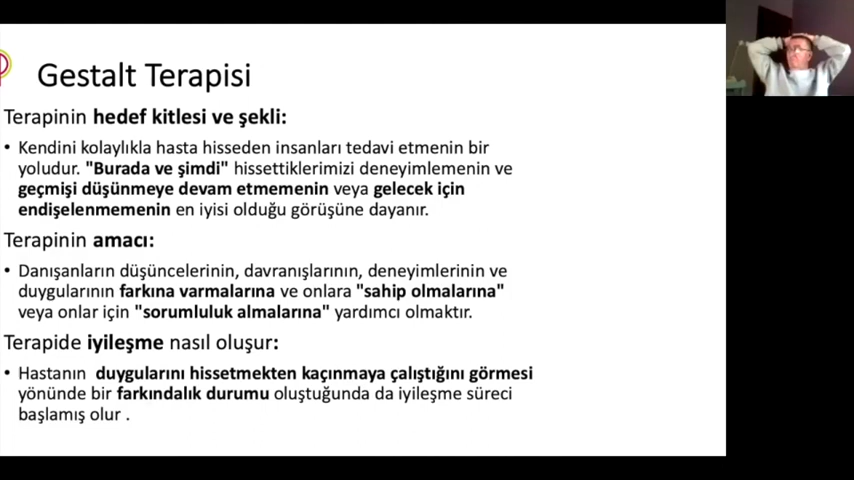 Gestalt Terapisi
Terapinin hedef kitlesi ve şekli:
• Kendini kolaylıkla hasta hisseden insanları tedavi etmenin bir
yoludur. "Burada ve şimdi" hissettiklerimizi deneyimlemenin ve
geçmişi düşünmeye devam etmemenin veya gelecek için
endişelenmemenin en iyisi olduğu görüşüne dayanır.
Terapinin amacı:
• Danışanların düşüncelerinin, davranışlarının, deneyimlerinin ve
duygularının farkına varmalarına ve onlara "sahip olmalarına"
veya onlar için "sorumluluk almalarına" yardımcı olmaktır.
Terapide iyileşme nasıl oluşur:
• Hastanın duygularını hissetmekten kaçınmaya çalıştığını görmesi
yönünde bir farkındalık durumu oluştuğunda da iyileşme süreci
başlamış olur .